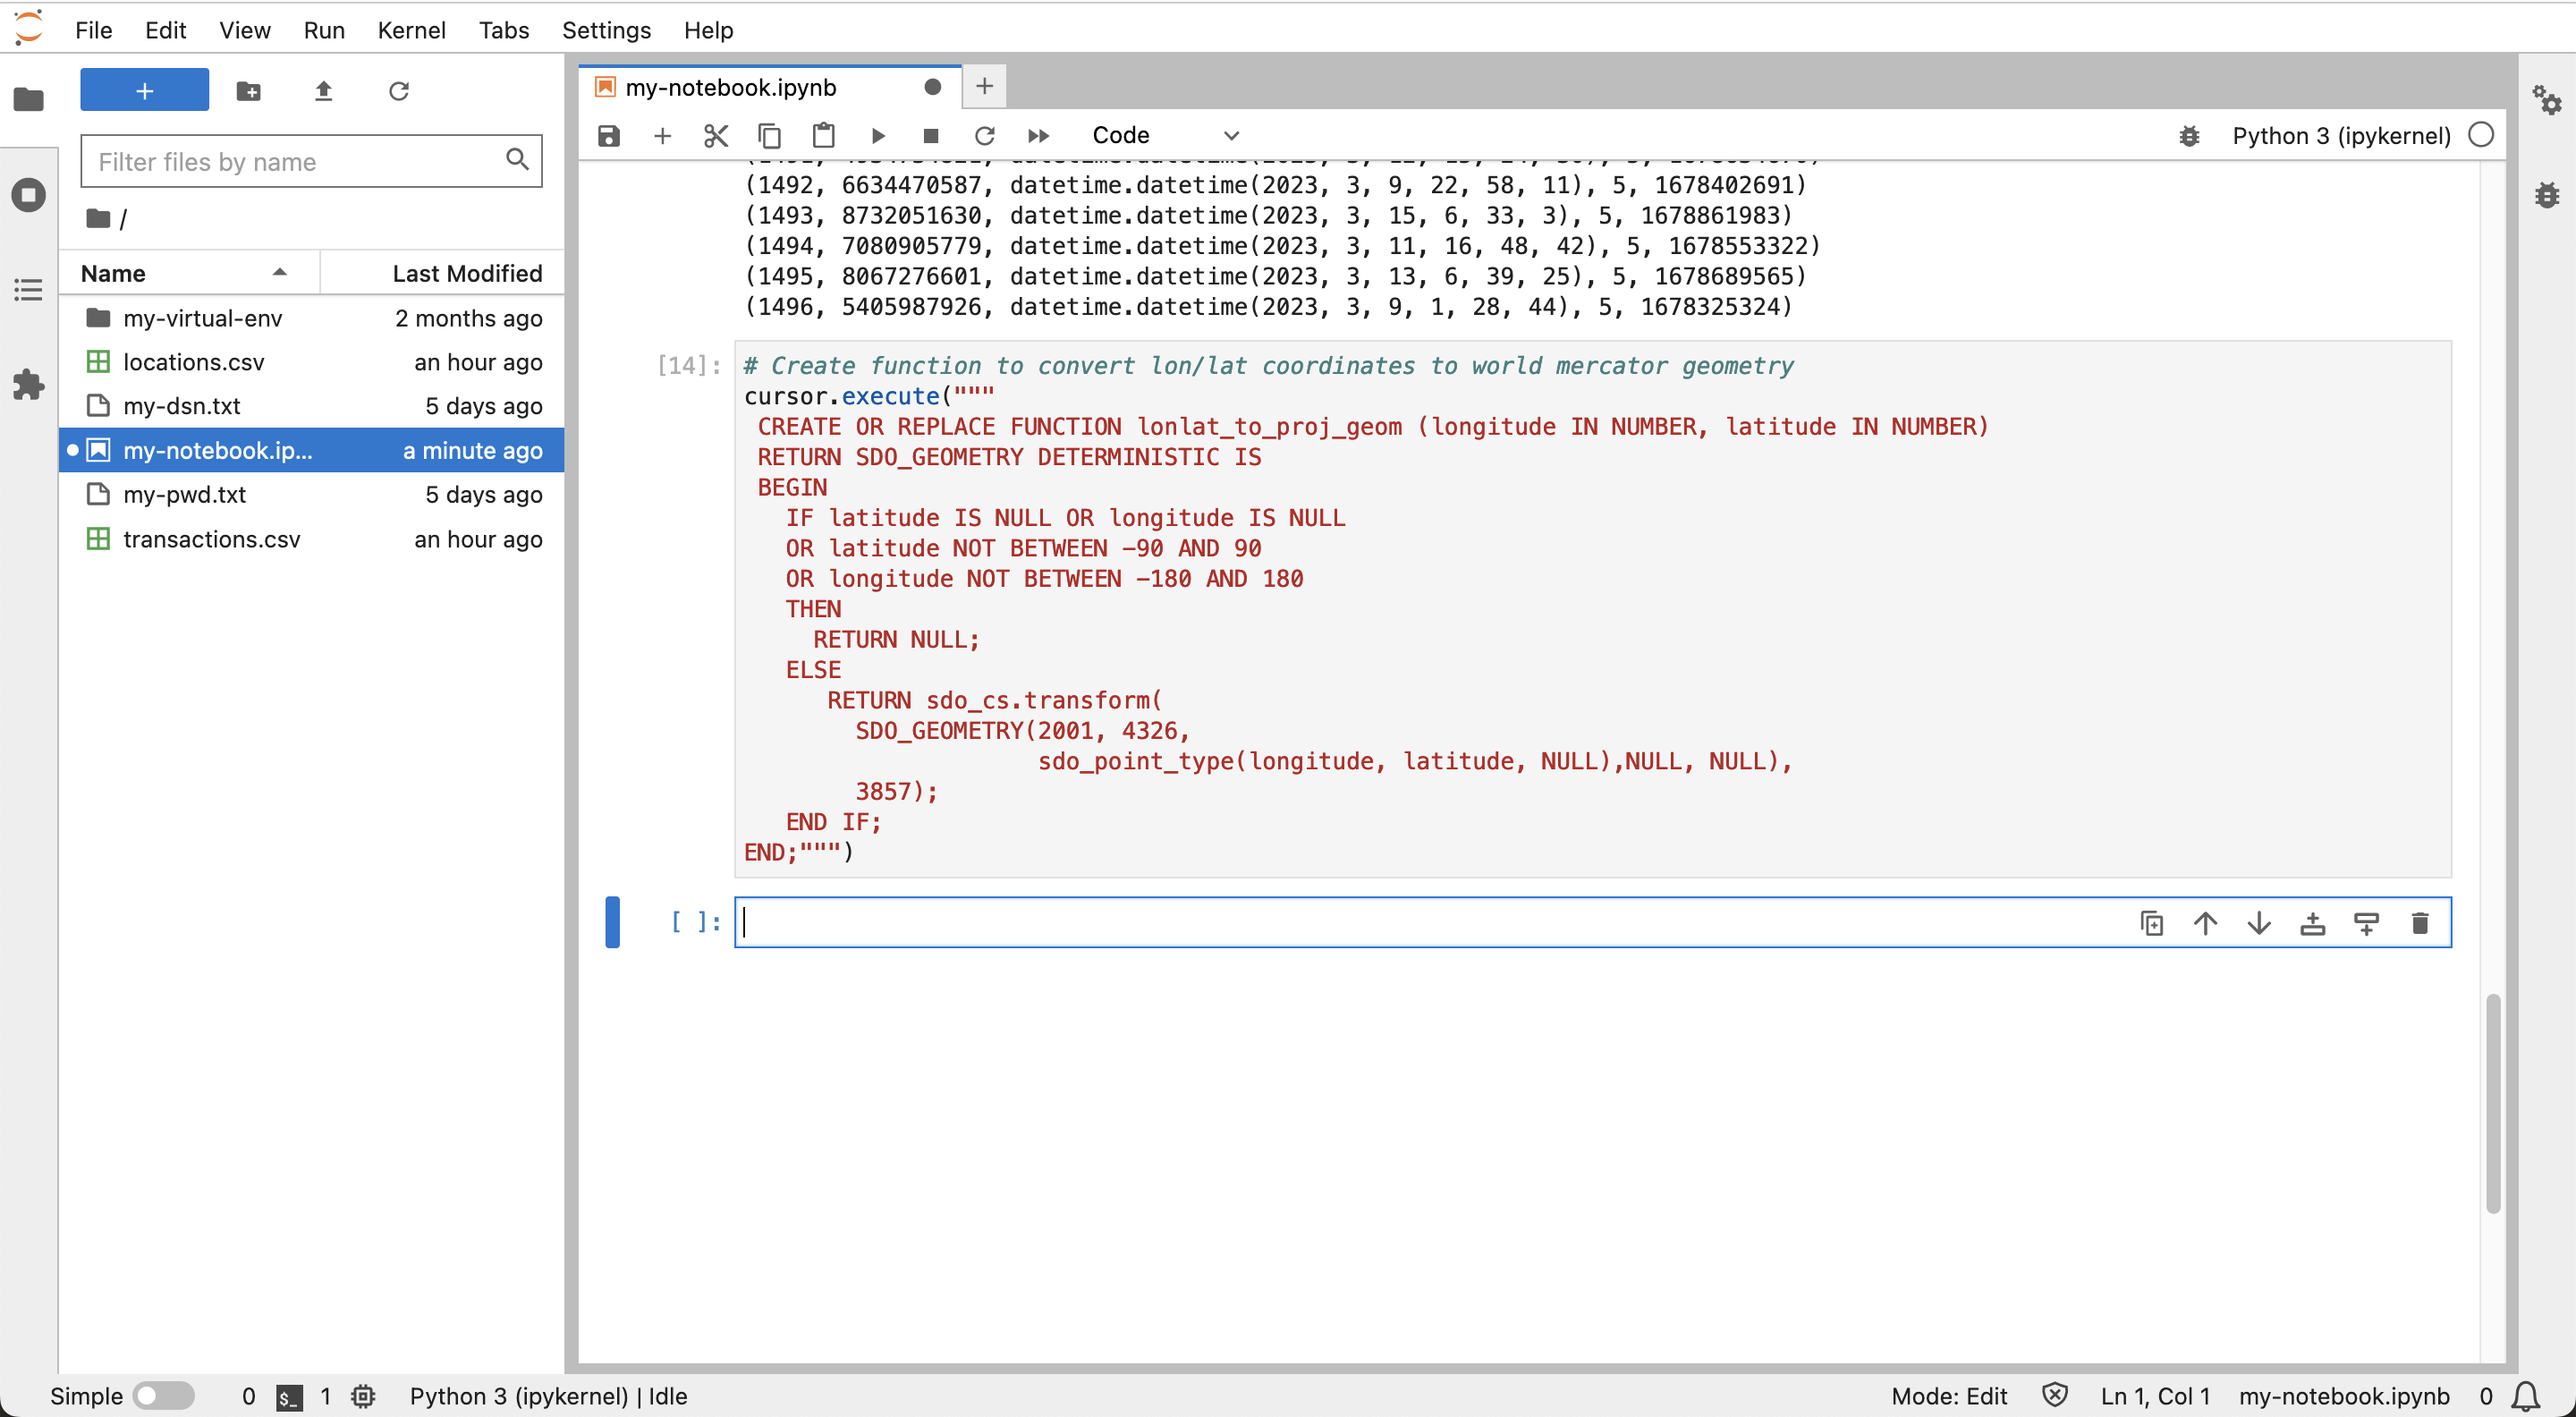 File Edit View Run Kernel Tabs Settings Help
my-notebook.ipynb
Code
Python 3 (ipykernel)
Filter files by name
/
Name Last Modified
my-virtual-env 2 months ago
locations.csv an hour ago
my-dsn.txt 5 days ago
my-notebook.ip... a minute ago
my-pwd.txt 5 days ago
transactions.csv an hour ago
(1492, 6634470587, datetime.datetime(2023, 3, 9, 22, 58, 11), 5, 1678402691)
(1493, 8732051630, datetime.datetime(2023, 3, 15, 6, 33, 3), 5, 1678861983)
(1494, 7080905779, datetime.datetime(2023, 3, 11, 16, 48, 42), 5, 1678553322)
(1495, 8067276601, datetime.datetime(2023, 3, 13, 6, 39, 25), 5, 1678689565)
(1496, 5405987926, datetime.datetime(2023, 3, 9, 1, 28, 44), 5, 1678325324)
[14]: # Create function to convert lon/lat coordinates to world mercator geometry
cursor.execute("""
CREATE OR REPLACE FUNCTION lonlat_to_proj_geom (longitude IN NUMBER, latitude IN NUMBER)
RETURN SDO_GEOMETRY DETERMINISTIC IS
BEGIN
IF latitude IS NULL OR longitude IS NULL
OR latitude NOT BETWEEN -90 AND 90
OR longitude NOT BETWEEN -180 AND 180
THEN
RETURN NULL;
ELSE
RETURN sdo_cs.transform(
SDO_GEOMETRY(2001, 4326,
sdo_point_type(longitude, latitude, NULL),NULL, NULL),
3857);
END IF;
END;""")
[ ]:
Simple 0 $_ 1 Python 3 (ipykernel) | Idle Mode: Edit Ln 1, Col 1 my-notebook.ipynb 0